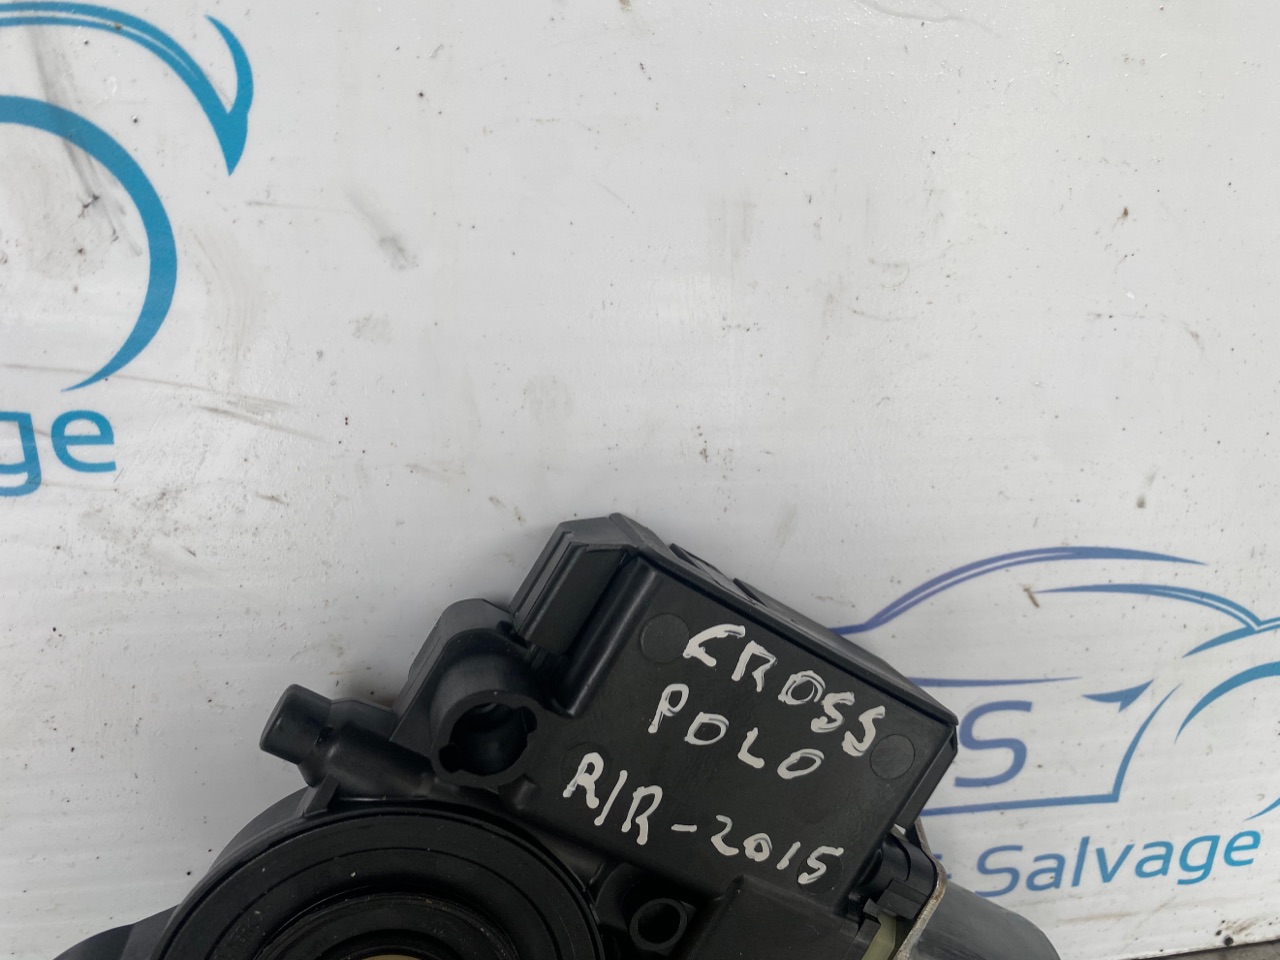 ge
CROSS
POLO
R/R-2015
S
Salvage